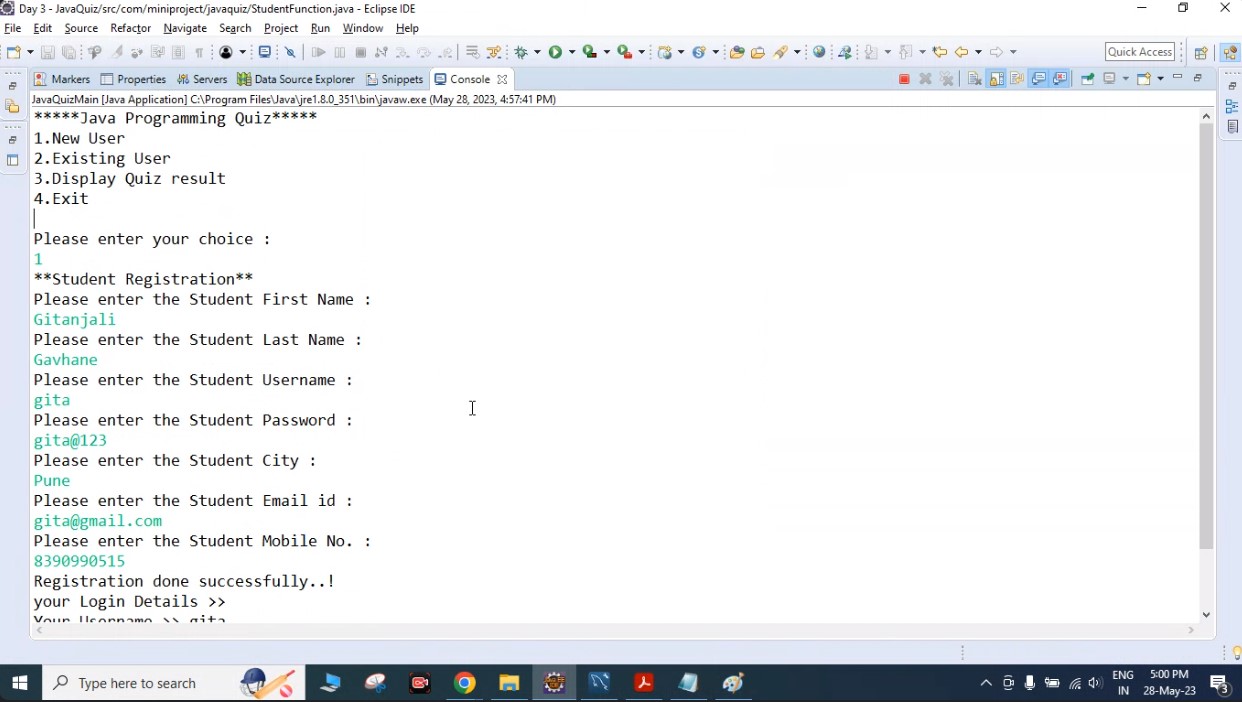 Day 3 - JavaQuiz/src/com/miniproject/javaquiz/StudentFunction.java - Eclipse IDE
File Edit Source Refactor Navigate Search Project Run Window Help
Quick Access
Markers Properties Servers Data Source Explorer Snippets Console
JavaQuizMain [Java Application] C:\Program Files\Java\jre1.8.0_351\bin\javaw.exe (May 28, 2023, 4:57:41 PM)
*****Java Programming Quiz*****
1.New User
2.Existing User
3.Display Quiz result
4.Exit
Please enter your choice :
1
**Student Registration**
Please enter the Student First Name :
Gitanjali
Please enter the Student Last Name :
Gavhane
Please enter the Student Username :
gita
Please enter the Student Password :
gita@123
Please enter the Student City :
Pune
Please enter the Student Email id :
gita@gmail.com
Please enter the Student Mobile No. :
8390990515
Registration done successfully..!
your Login Details >>
Your Username >> gita
Type here to search
ENG 5:00 PM
IN 28-May-23
3